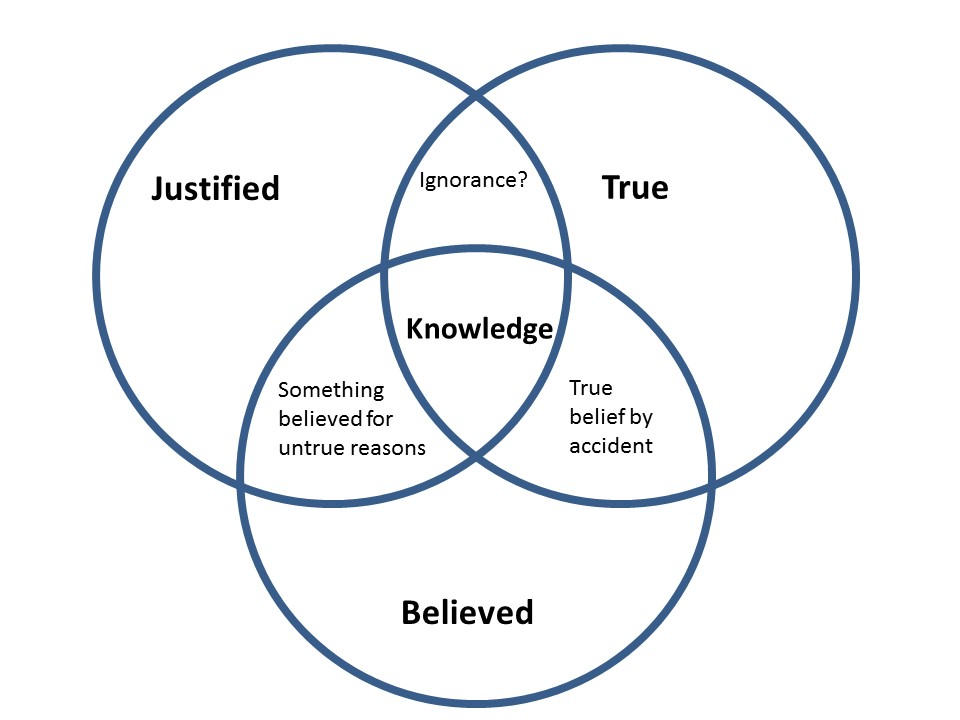 Justified
Ignorance?
True
Knowledge
Something
believed for
untrue reasons
True
belief by
accident
Believed